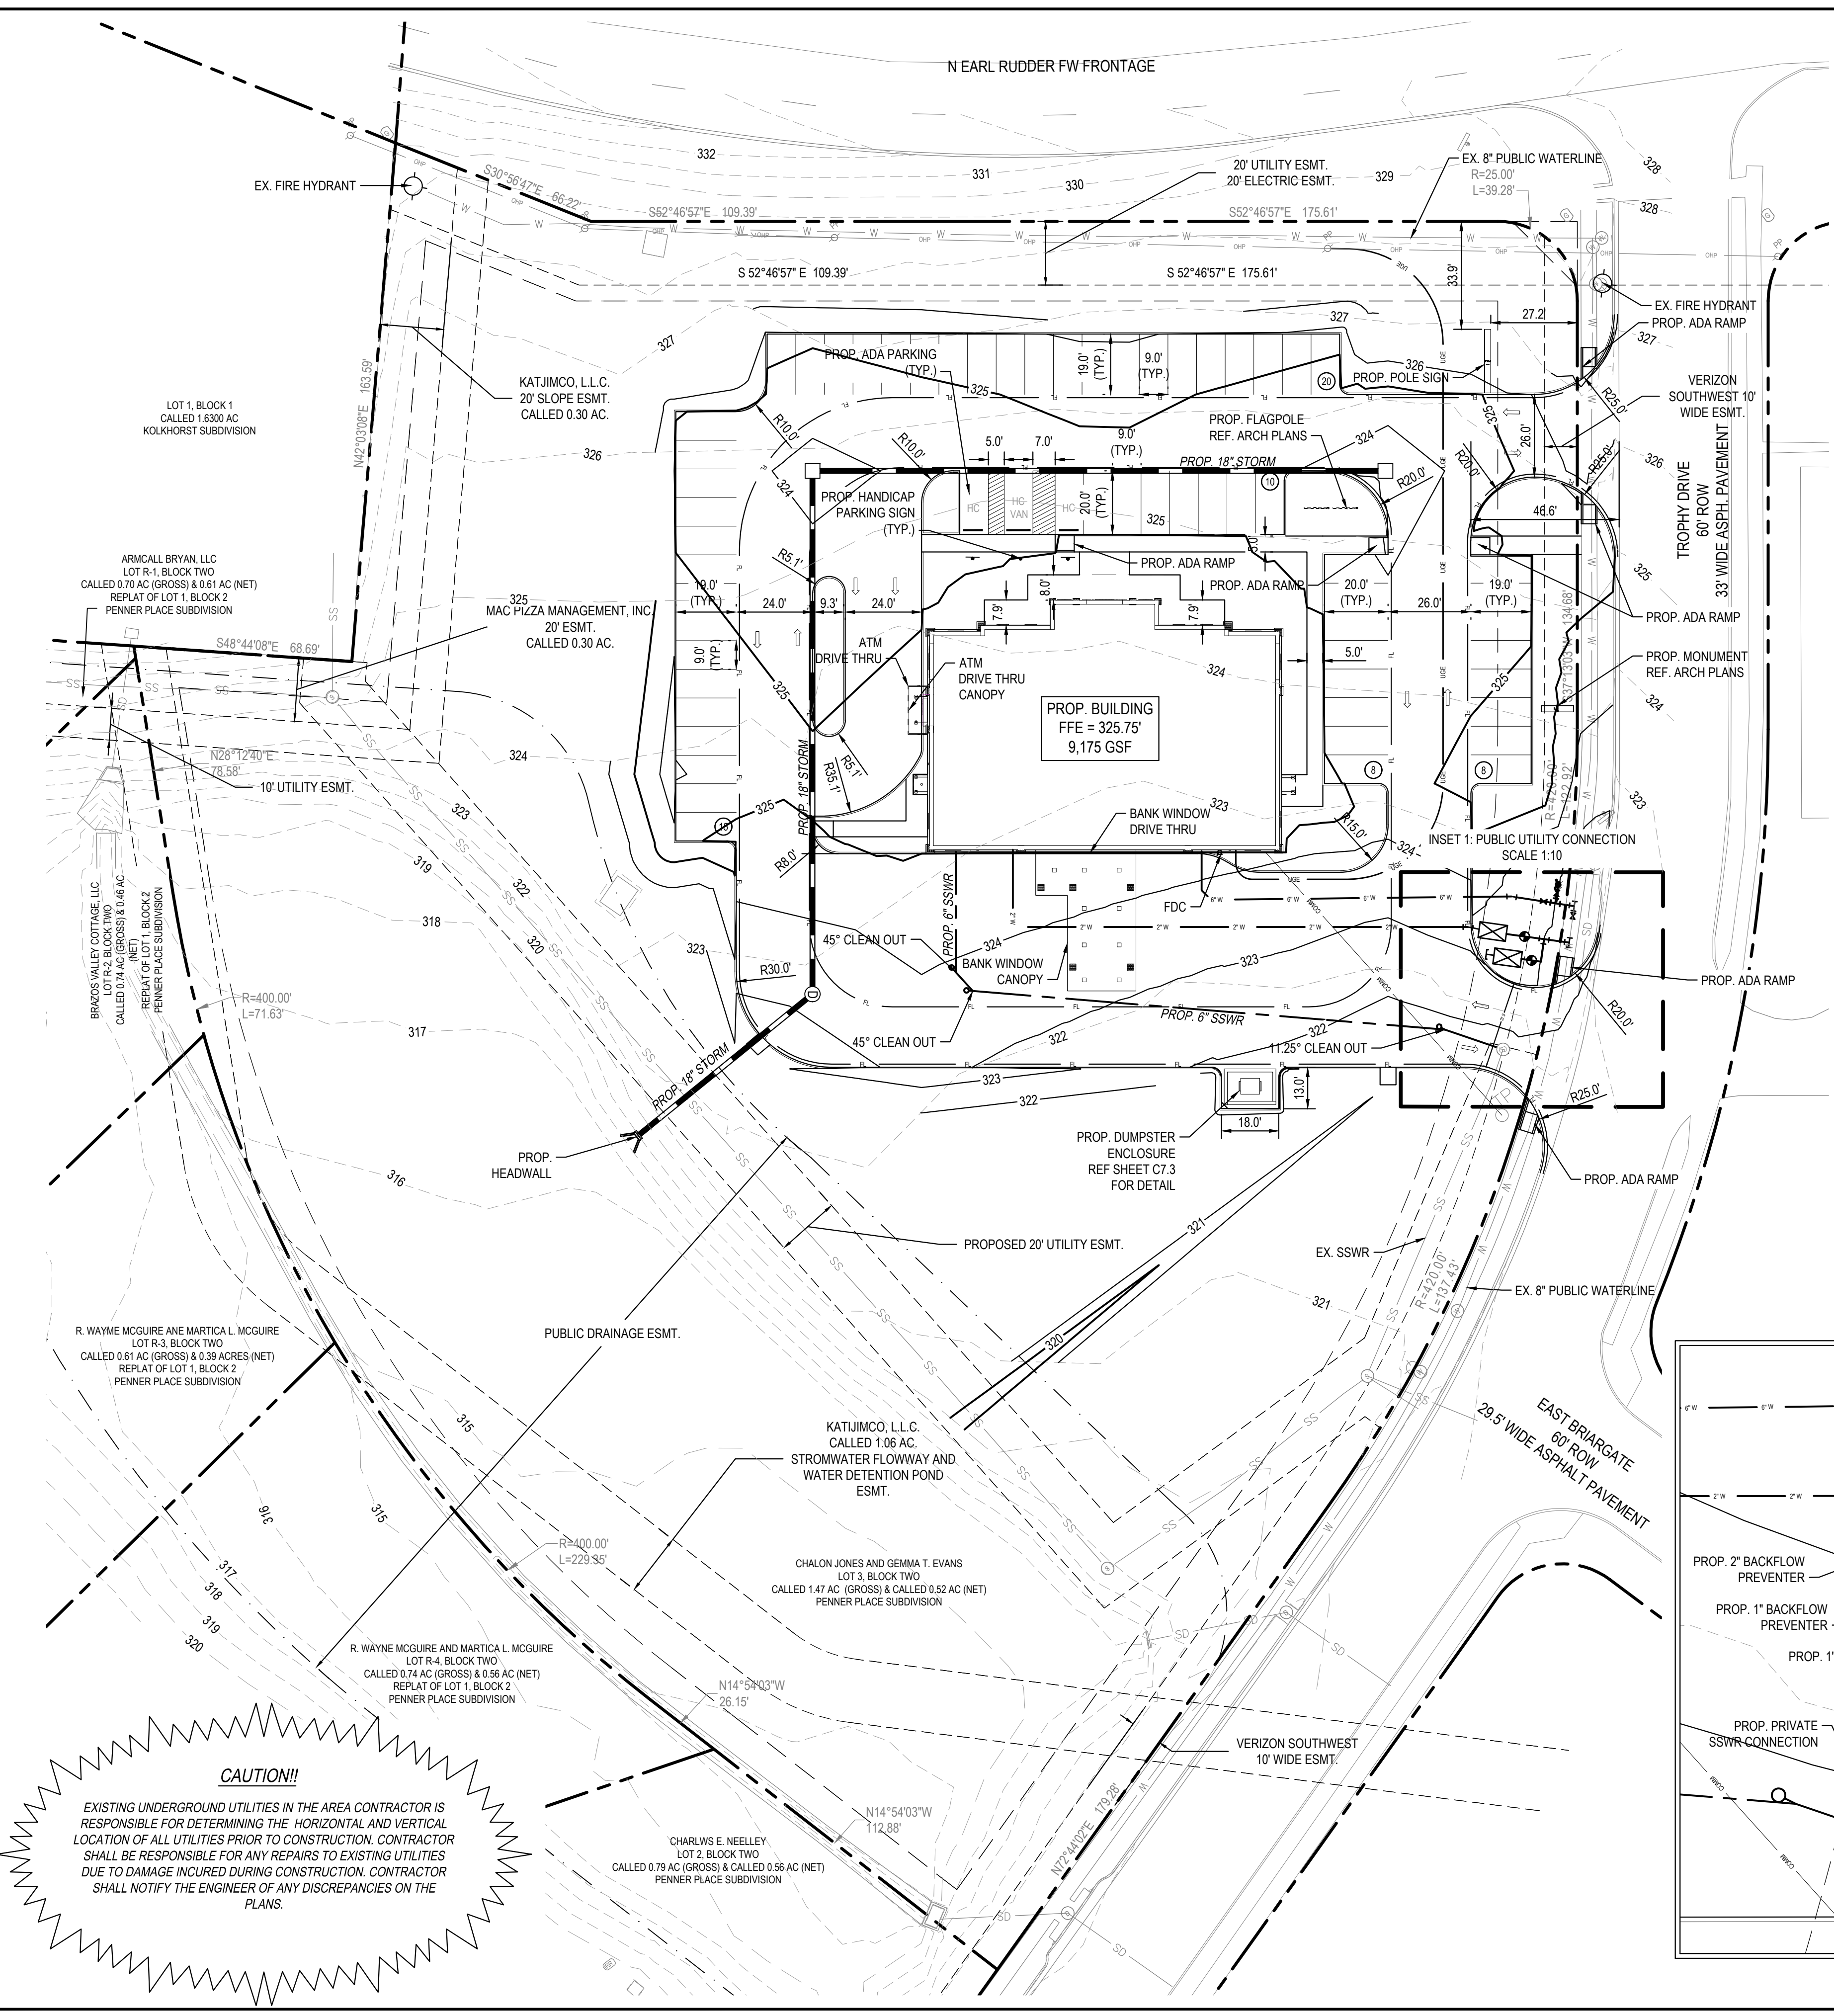 N EARL RUDDER FW FRONTAGE
332
331
330
329
328
328
EX. FIRE HYDRANT
S30°56'47"E 66.22'
S52°46'57"E 109.39'
S52°46'57"E 175.61'
20' UTILITY ESMT.
20' ELECTRIC ESMT.
EX. 8" PUBLIC WATERLINE
R=25.00'
L=39.28'
S 52°46'57" E 109.39'
S 52°46'57" E 175.61'
33.9'
27.2
EX. FIRE HYDRANT
PROP. ADA RAMP
327
327
327
326
N42°03'08"E 163.59'
KATJIMCO, L.L.C.
20' SLOPE ESMT.
CALLED 0.30 AC.
LOT 1, BLOCK 1
CALLED 1.6300 AC
KOLKHORST SUBDIVISION
PROP. ADA PARKING
(TYP.)
325
19.0'
(TYP.)
9.0'
(TYP.)
20
PROP. POLE SIGN
VERIZON
SOUTHWEST 10'
WIDE ESMT.
R25.0'
R10.0'
R10.0'
5.0'
7.0'
9.0'
(TYP.)
PROP. FLAGPOLE
REF. ARCH PLANS
324
325
26.0'
R20.0'
R25.0'
326
326
PROP. 18" STORM
R20.0'
10
46.6'
TROPHY DRIVE
60' ROW
33' WIDE ASPH. PAVEMENT
324
PROP. HANDICAP
PARKING SIGN
(TYP.)
HC
HC
VAN
HC
20.0'
(TYP.)
325
5.0'
ARMCALL BRYAN, LLC
LOT R-1, BLOCK TWO
CALLED 0.70 AC (GROSS) & 0.61 AC (NET)
REPLAT OF LOT 1, BLOCK 2
PENNER PLACE SUBDIVISION
R5.1'
PROP. ADA RAMP
PROP. ADA RAMP
325
325
MAC PIZZA MANAGEMENT, INC.
20' ESMT.
CALLED 0.30 AC.
19.0'
(TYP.)
24.0'
9.3'
24.0'
7.9'
8.0'
7.9'
20.0'
(TYP.)
26.0'
19.0'
(TYP.)
PROP. ADA RAMP
S48°44'08"E 68.69'
9.0'
(TYP.)
ATM
DRIVE THRU
ATM
DRIVE THRU
CANOPY
324
5.0'
325
S37°13'03"W 134.68'
PROP. MONUMENT
REF. ARCH PLANS
324
325
PROP. BUILDING
FFE = 325.75'
9,175 GSF
N28°12'40"E
78.58'
10' UTILITY ESMT.
324
323
R5.1'
R35.1'
PROP. 18" STORM
8
8
R=420.00'
L=122.92'
323
323
325
BANK WINDOW
DRIVE THRU
R15.0'
R8.0'
324
INSET 1: PUBLIC UTILITY CONNECTION
SCALE 1:10
319
322
318
320
317
323
FDC
PROP. 6" SSWR
45° CLEAN OUT
324
BANK WINDOW
CANOPY
323
R30.0'
PROP. ADA RAMP
R20.0'
BRAZOS VALLEY COTTAGE, LLC
LOT R-2, BLOCK TWO
CALLED 0.74 AC (GROSS) & 0.46 AC
(NET)
REPLAT OF LOT 1, BLOCK 2
PENNER PLACE SUBDIVISION
R=400.00'
L=71.63'
45° CLEAN OUT
PROP. 6" SSWR
322
322
11.25° CLEAN OUT
PROP. 18" STORM
323
322
13.0'
18.0'
R25.0'
PROP.
HEADWALL
PROP. DUMPSTER
ENCLOSURE
REF SHEET C7.3
FOR DETAIL
PROP. ADA RAMP
316
321
PROPOSED 20' UTILITY ESMT.
EX. SSWR
R=420.00'
L=137.43'
EX. 8" PUBLIC WATERLINE
321
320
R. WAYME MCGUIRE ANE MARTICA L. MCGUIRE
LOT R-3, BLOCK TWO
CALLED 0.61 AC (GROSS) & 0.39 ACRES (NET)
REPLAT OF LOT 1, BLOCK 2
PENNER PLACE SUBDIVISION
PUBLIC DRAINAGE ESMT.
315
KATIJIMCO, L.L.C.
CALLED 1.06 AC.
STROMWATER FLOWWAY AND
WATER DETENTION POND
ESMT.
EAST BRIARGATE
60' ROW
29.5' WIDE ASPHALT PAVEMENT
6" W
6" W
2" W
2" W
316
315
R=400.00'
L=229.35'
317
318
319
320
CHALON JONES AND GEMMA T. EVANS
LOT 3, BLOCK TWO
CALLED 1.47 AC (GROSS) & CALLED 0.52 AC (NET)
PENNER PLACE SUBDIVISION
PROP. 2" BACKFLOW
PREVENTER
PROP. 1" BACKFLOW
PREVENTER
PROP. 1"
R. WAYNE MCGUIRE AND MARTICA L. MCGUIRE
LOT R-4, BLOCK TWO
CALLED 0.74 AC (GROSS) & 0.56 AC (NET)
REPLAT OF LOT 1, BLOCK 2
PENNER PLACE SUBDIVISION
N14°54'03"W
26.15'
PROP. PRIVATE
SSWR CONNECTION
VERIZON SOUTHWEST
10' WIDE ESMT.
CAUTION!!
EXISTING UNDERGROUND UTILITIES IN THE AREA CONTRACTOR IS
RESPONSIBLE FOR DETERMINING THE HORIZONTAL AND VERTICAL
LOCATION OF ALL UTILITIES PRIOR TO CONSTRUCTION. CONTRACTOR
SHALL BE RESPONSIBLE FOR ANY REPAIRS TO EXISTING UTILITIES
DUE TO DAMAGE INCURED DURING CONSTRUCTION. CONTRACTOR
SHALL NOTIFY THE ENGINEER OF ANY DISCREPANCIES ON THE
PLANS.
N14°54'03"W
112.88'
N72°44'02"E 179.28'
CHARLWS E. NEELLEY
LOT 2, BLOCK TWO
CALLED 0.79 AC (GROSS) & CALLED 0.56 AC (NET)
PENNER PLACE SUBDIVISION